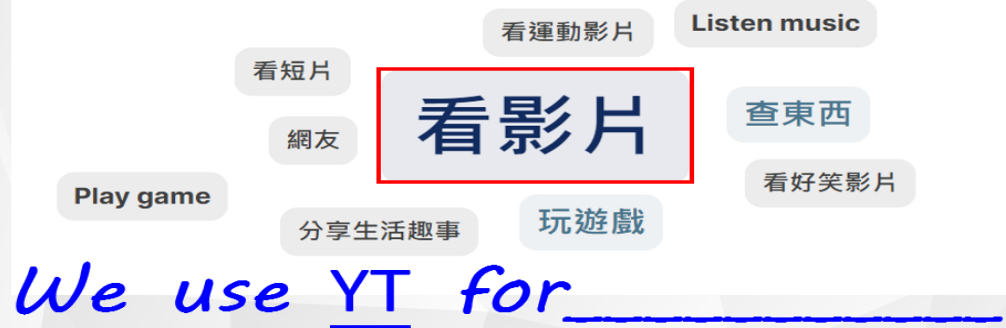 看運動影片
Listen music
看短片
看影片
查東西
網友
看好笑影片
Play game
分享生活趣事
玩遊戲
We use YT for